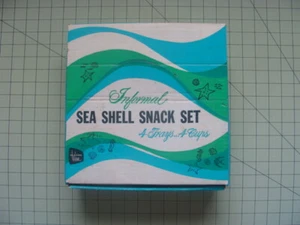 Informal
SEA SHELL SNACK SET
4 Trays..4 Cups